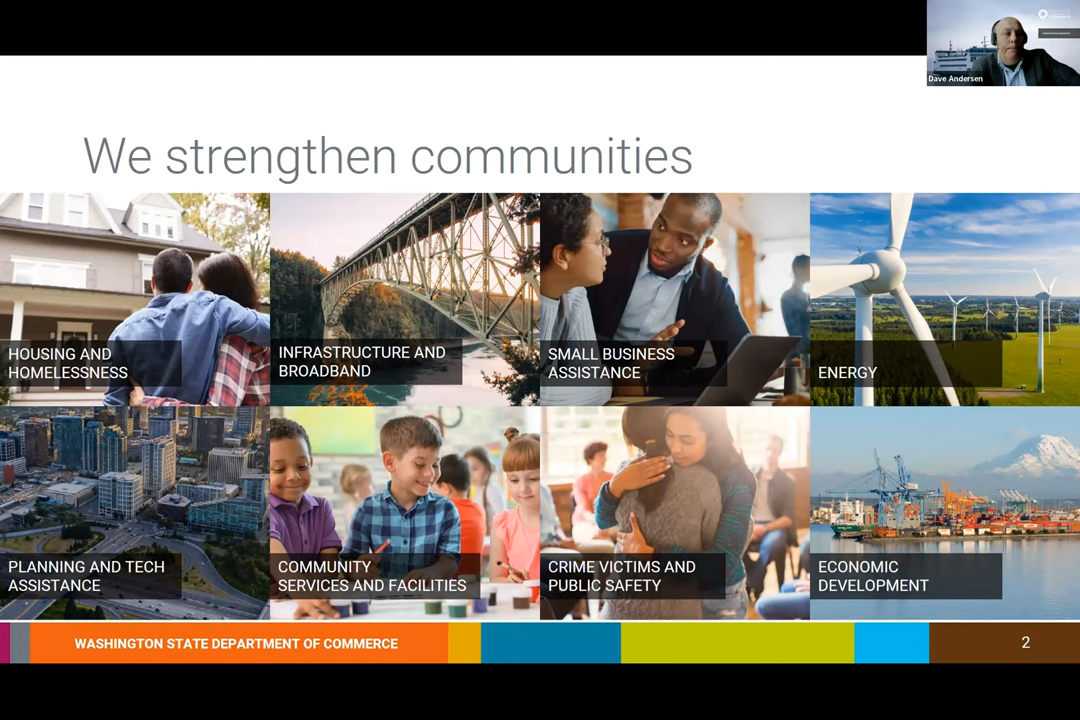 Dave Andersen
We strengthen communities
HOUSING AND
HOMELESSNESS
INFRASTRUCTURE AND
BROADBAND
SMALL BUSINESS
ASSISTANCE
ENERGY
PLANNING AND TECH
ASSISTANCE
COMMUNITY
SERVICES AND FACILITIES
CRIME VICTIMS AND
PUBLIC SAFETY
ECONOMIC
DEVELOPMENT
WASHINGTON STATE DEPARTMENT OF COMMERCE
2